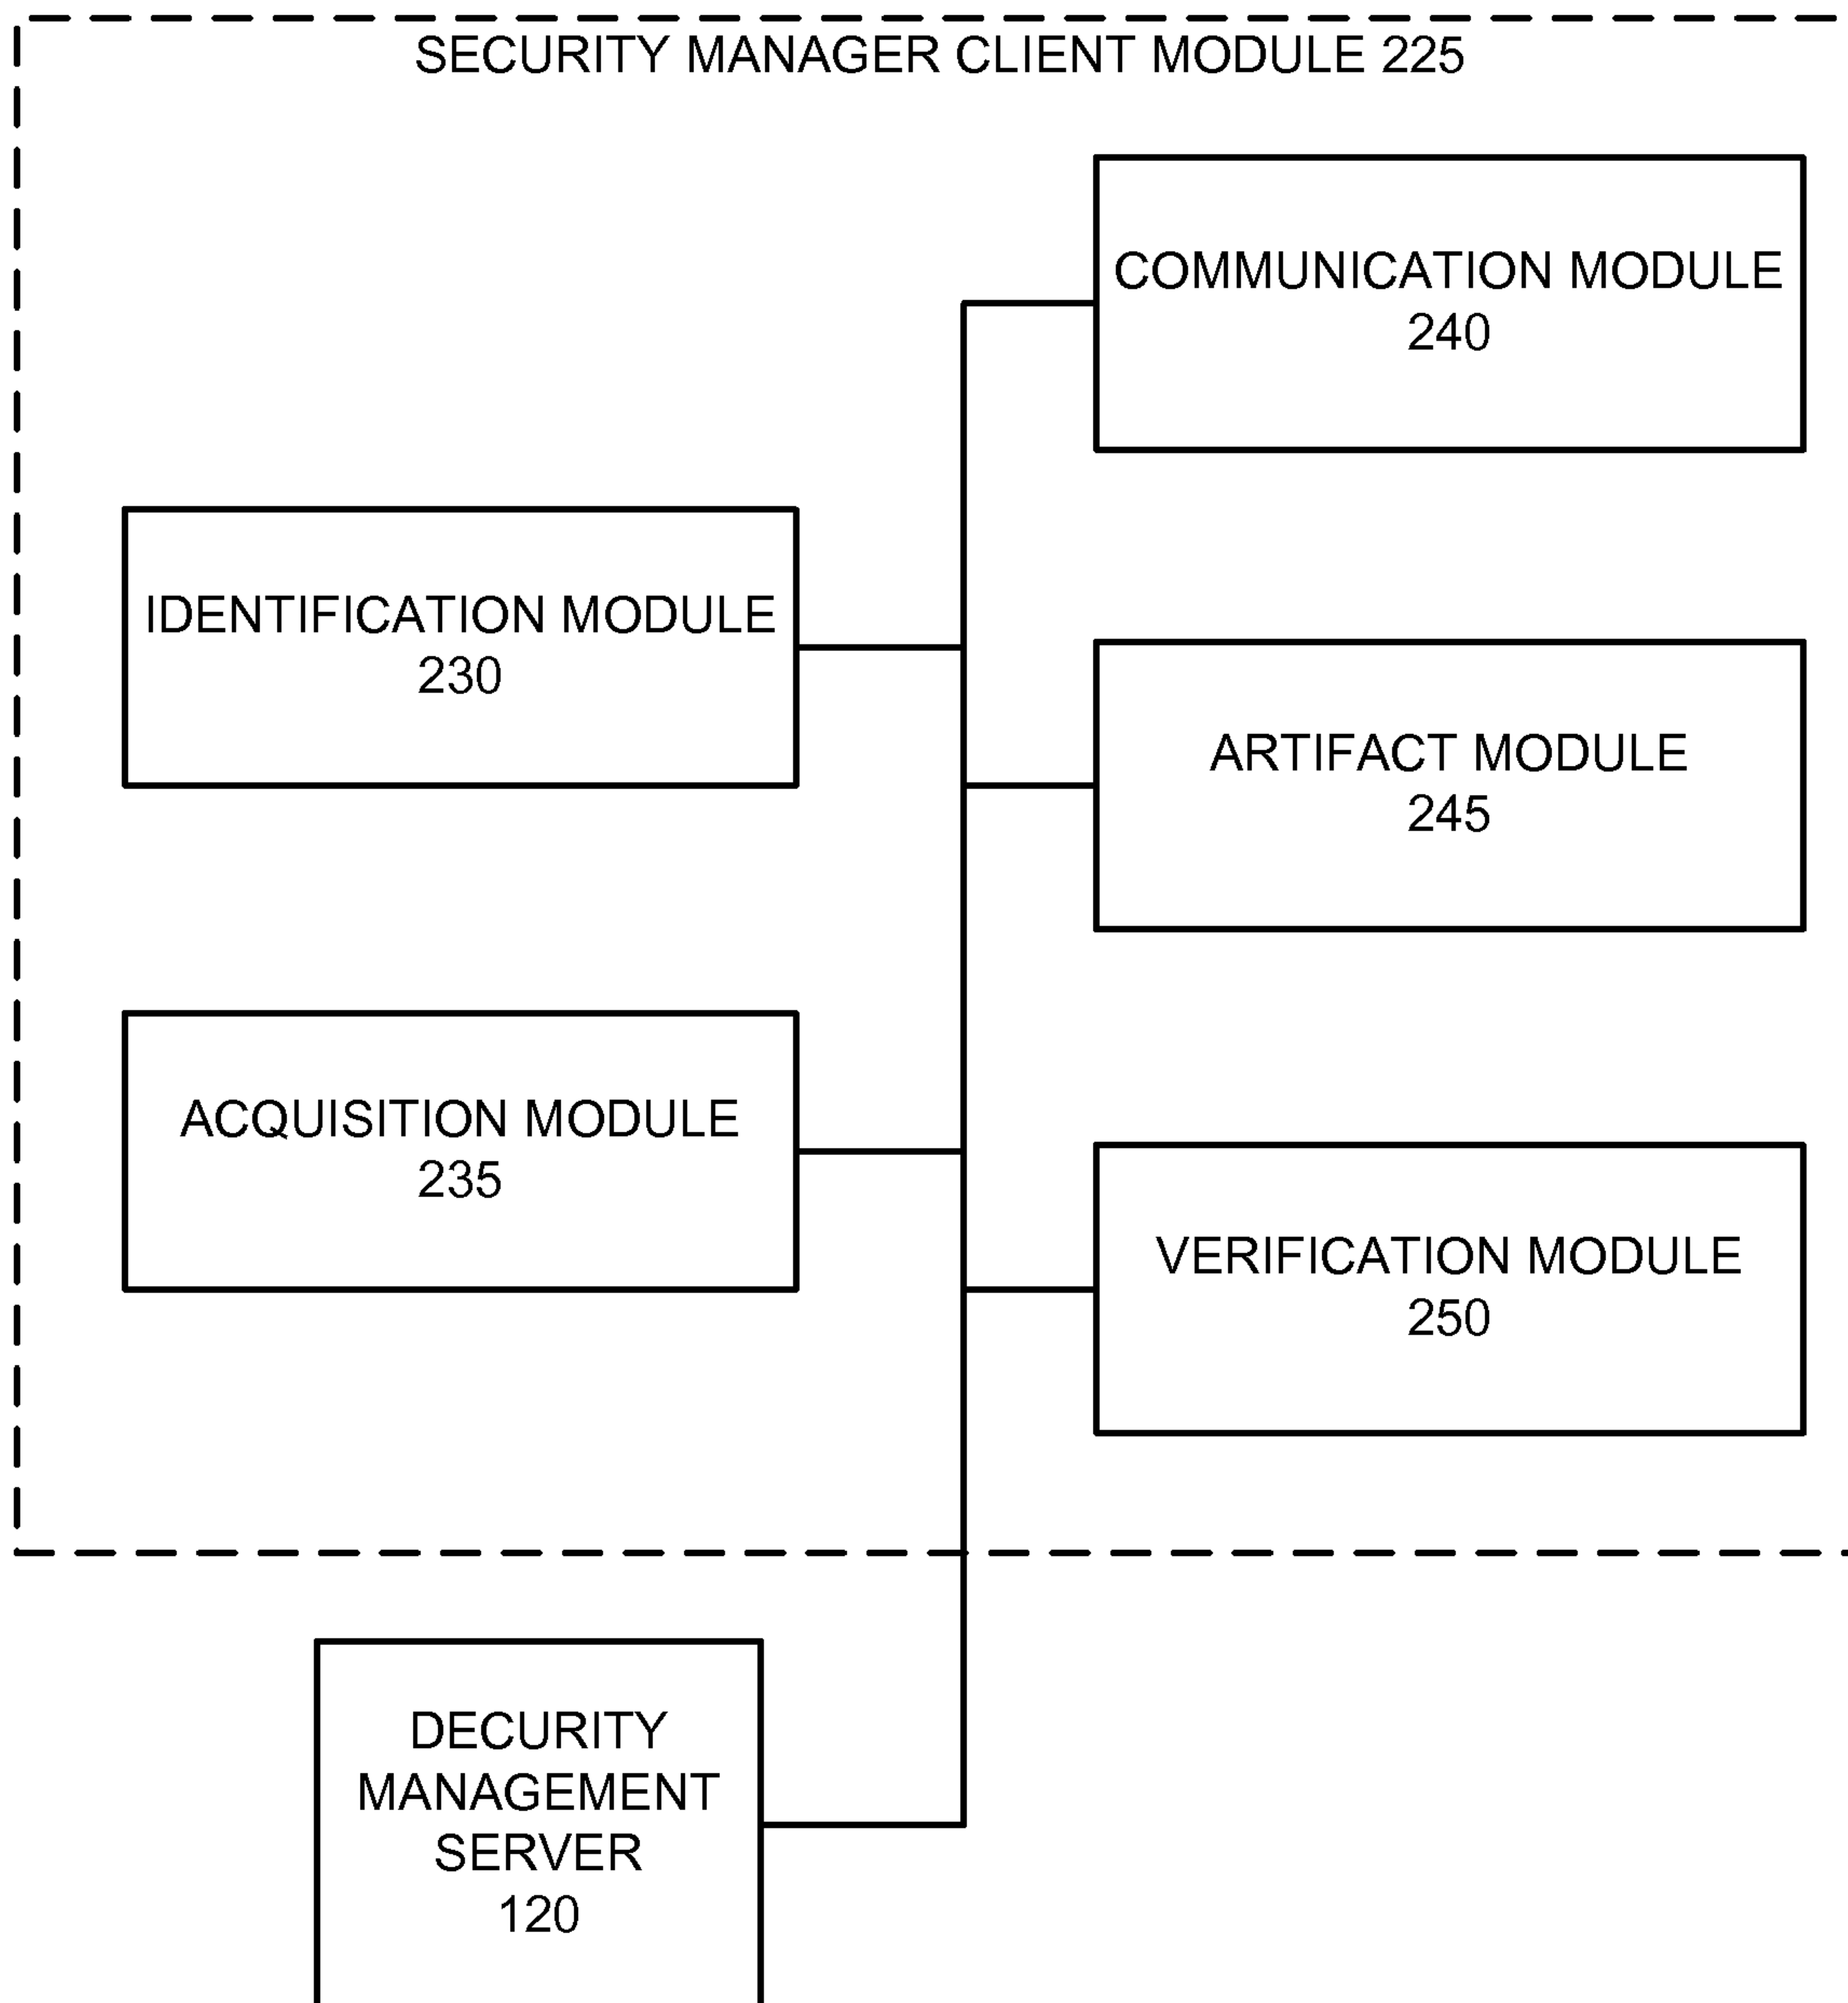 SECURITY MANAGER CLIENT MODULE 225
COMMUNICATION MODULE
240
IDENTIFICATION MODULE
230
ARTIFACT MODULE
245
ACQUISITION MODULE
235
VERIFICATION MODULE
250
DECURITY
MANAGEMENT
SERVER
120